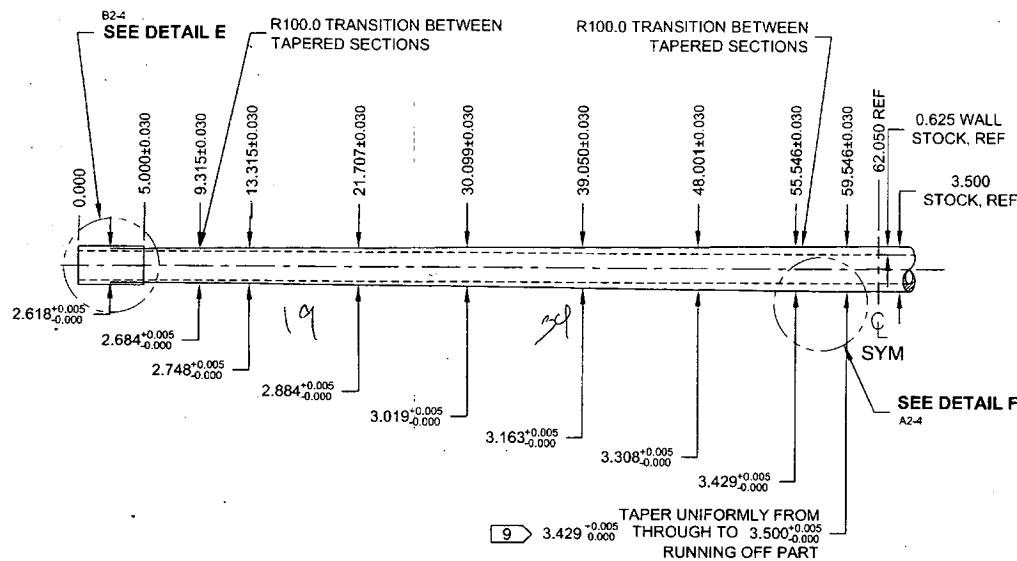 B2-4
SEE DETAIL E
R100.0 TRANSITION BETWEEN
TAPERED SECTIONS
R100.0 TRANSITION BETWEEN
TAPERED SECTIONS
0.000
5.000±0.030
9.315±0.030
13.315±0.030
21.707±0.030
30.099±0.030
39.050±0.030
48.001±0.030
55.546±0.030
59.546±0.030
62.050 REF
0.625 WALL
STOCK, REF
3.500
STOCK, REF
2.618 +0.005 -0.000
2.684 +0.005 -0.000
2.748 +0.005 -0.000
2.884 +0.005 -0.000
3.019 +0.005 -0.000
3.163 +0.005 -0.000
3.308 +0.005 -0.000
3.429 +0.005 -0.000
19
℄
SYM
SEE DETAIL F
A2-4
TAPER UNIFORMLY FROM
9 3.429 +0.005 0.000 THROUGH TO 3.500 +0.005 -0.000
RUNNING OFF PART